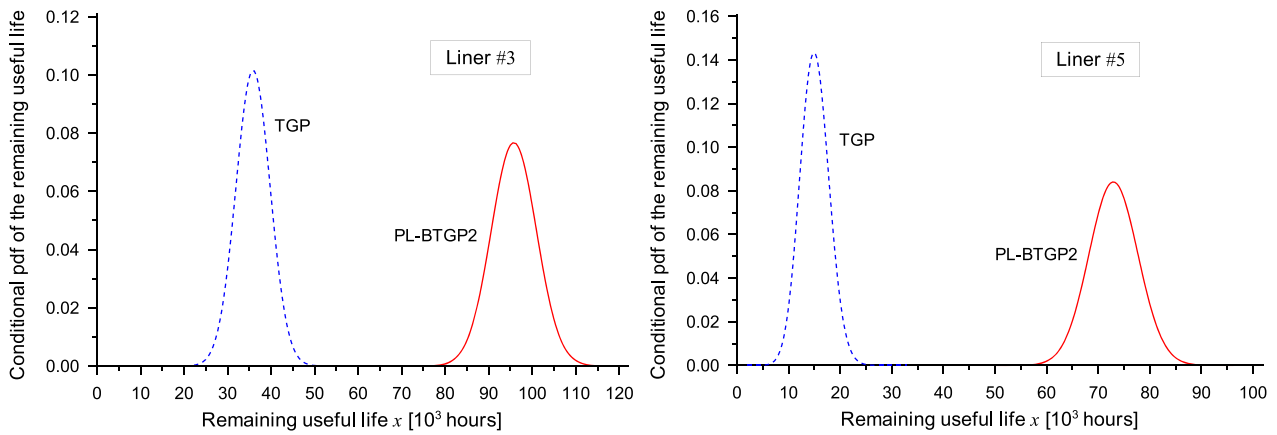 Conditional pdf of the remaining useful life
0.12
0.10
0.08
0.06
0.04
0.02
0.00
Liner #3
TGP
PL-BTGP2
0 10 20 30 40 50 60 70 80 90 100 110 120
Remaining useful life x [10³ hours]
Conditional pdf of the remaining useful life
0.16
0.14
0.12
0.10
0.08
0.06
0.04
0.02
0.00
Liner #5
TGP
PL-BTGP2
0 10 20 30 40 50 60 70 80 90 100
Remaining useful life x [10³ hours]